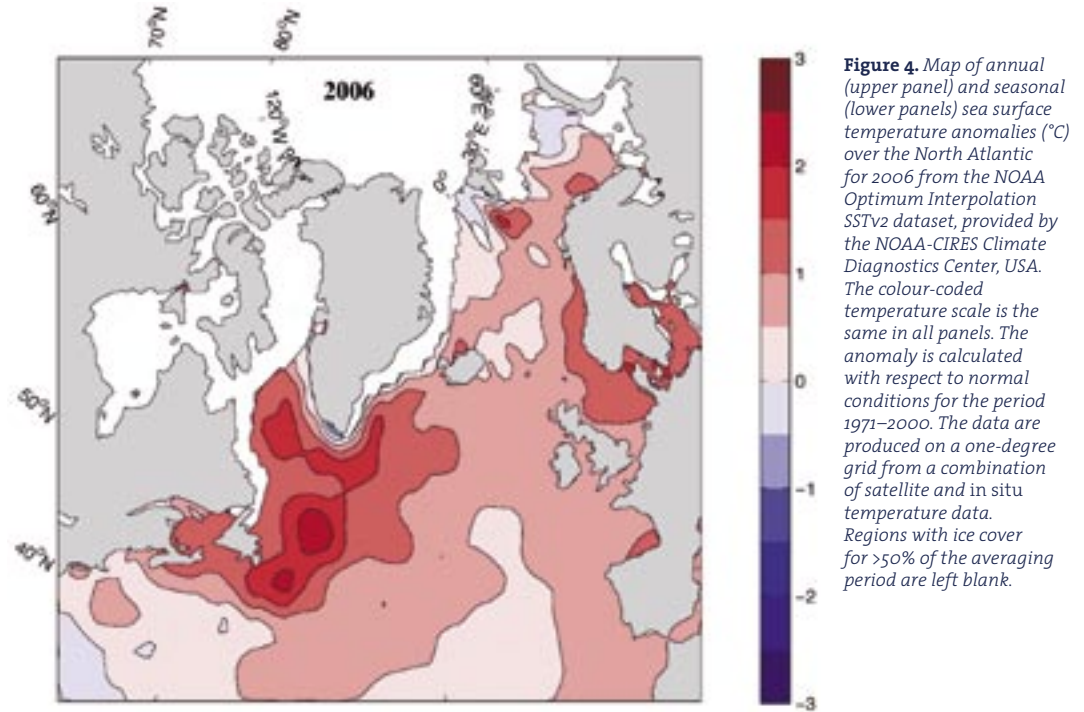 70°N
80°N
2006
120°W
60°E
0°
60°N
50°N
40°N
3
2
1
0
−1
−2
−3
Figure 4. Map of annual
(upper panel) and seasonal
(lower panels) sea surface
temperature anomalies (°C)
over the North Atlantic
for 2006 from the NOAA
Optimum Interpolation
SSTv2 dataset, provided by
the NOAA-CIRES Climate
Diagnostics Center, USA.
The colour-coded
temperature scale is the
same in all panels. The
anomaly is calculated
with respect to normal
conditions for the period
1971–2000. The data are
produced on a one-degree
grid from a combination
of satellite and in situ
temperature data.
Regions with ice cover
for >50% of the averaging
period are left blank.